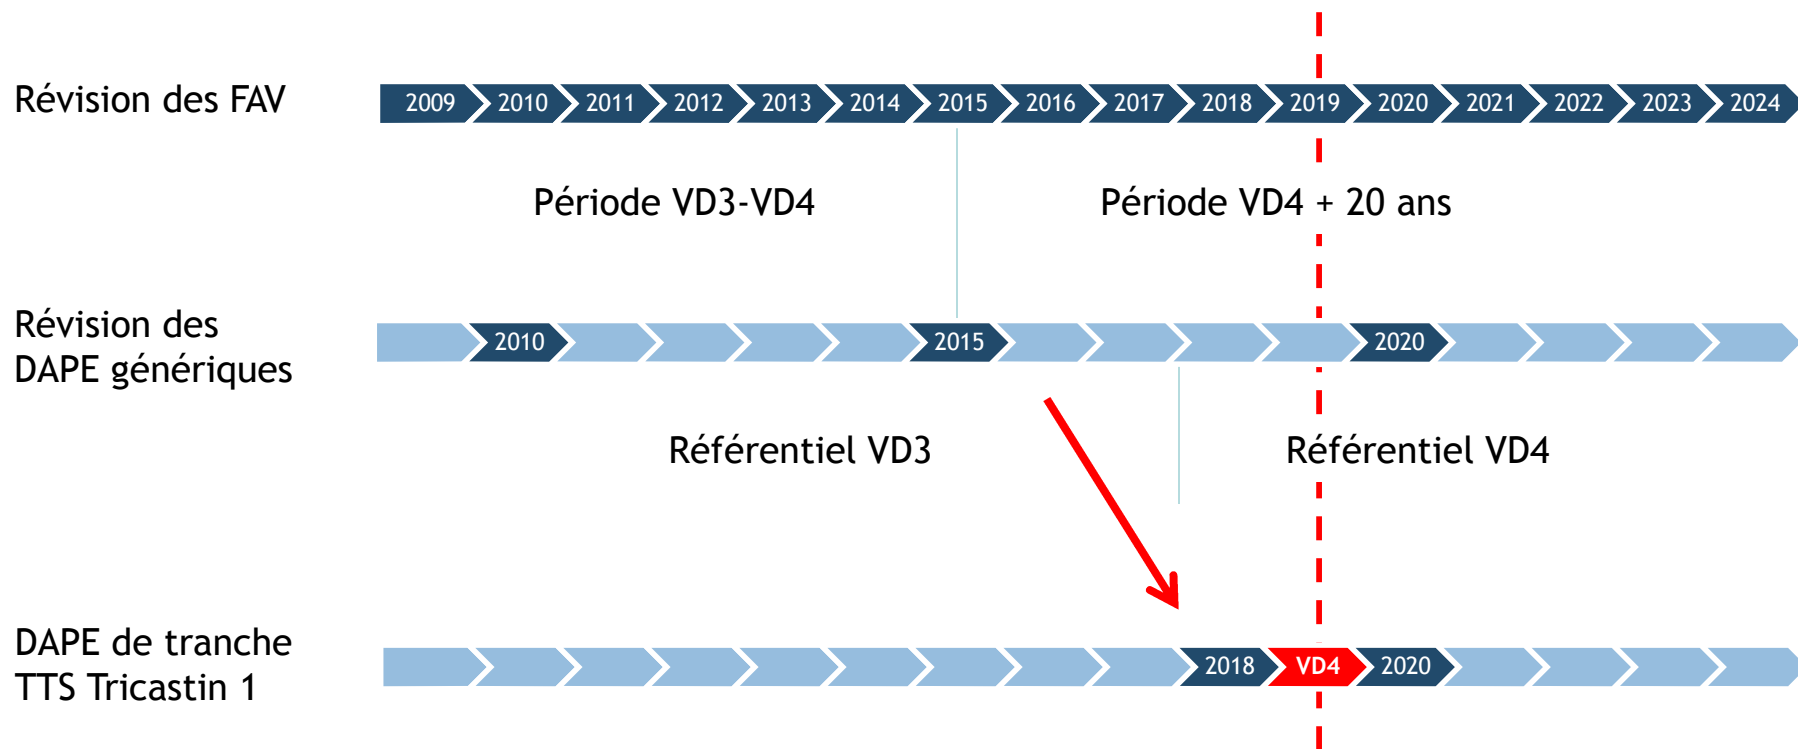 Révision des FAV
2009 2010 2011 2012 2013 2014 2015 2016 2017 2018 2019 2020 2021 2022 2023 2024
Période VD3-VD4
Période VD4 + 20 ans
Révision des
DAPE génériques
2010 2015 2020
Référentiel VD3
Référentiel VD4
DAPE de tranche
TTS Tricastin 1
2018 VD4 2020